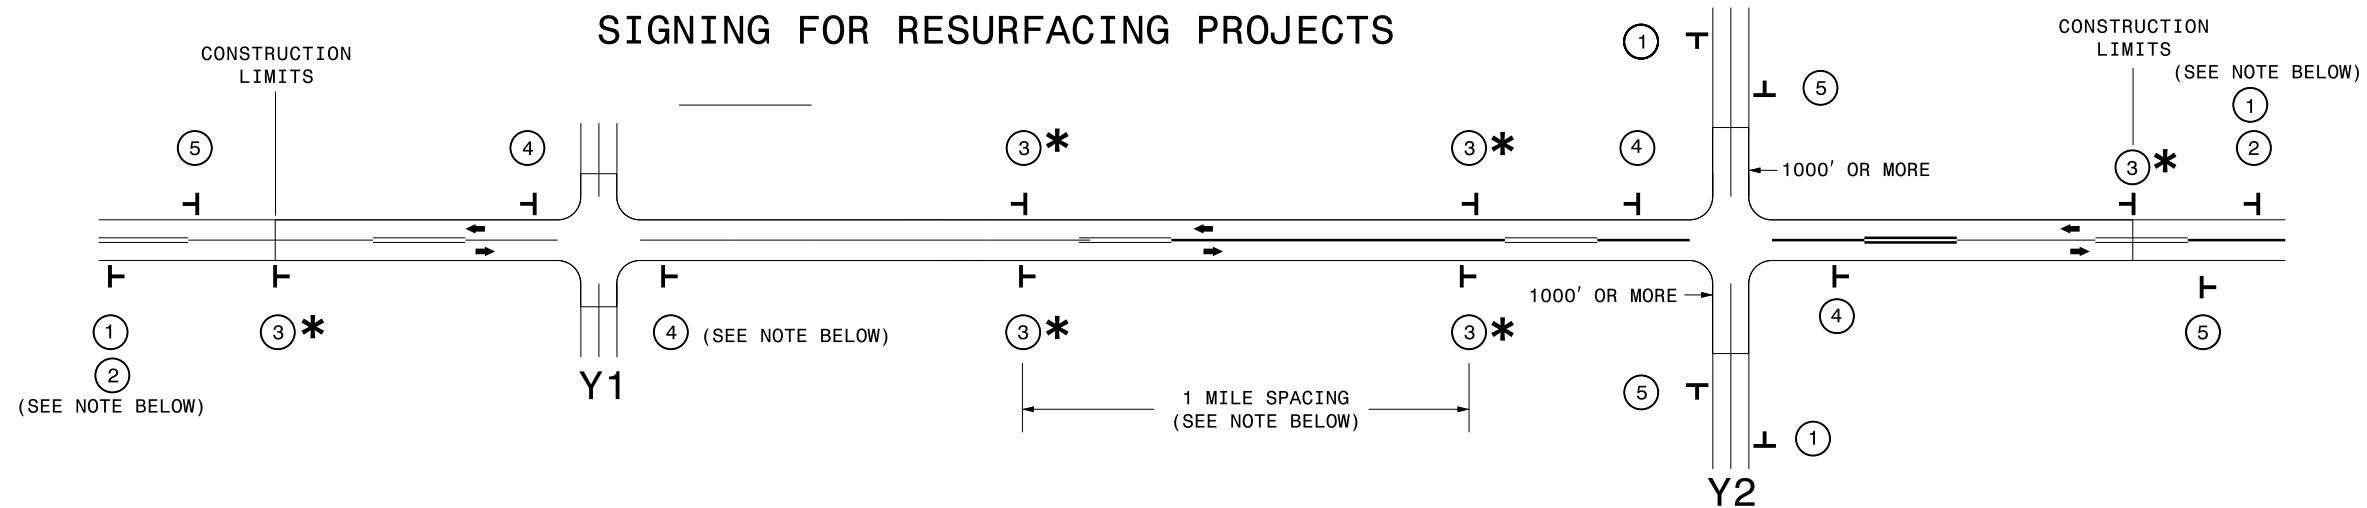 SIGNING FOR RESURFACING PROJECTS
CONSTRUCTION
LIMITS
CONSTRUCTION
LIMITS
(SEE NOTE BELOW)
1
5
1
5
4
3*
3*
4
2
3*
1000' OR MORE
1000' OR MORE
1
3*
4 (SEE NOTE BELOW)
3*
3*
4
5
2
(SEE NOTE BELOW)
Y1
1 MILE SPACING
(SEE NOTE BELOW)
5
1
Y2